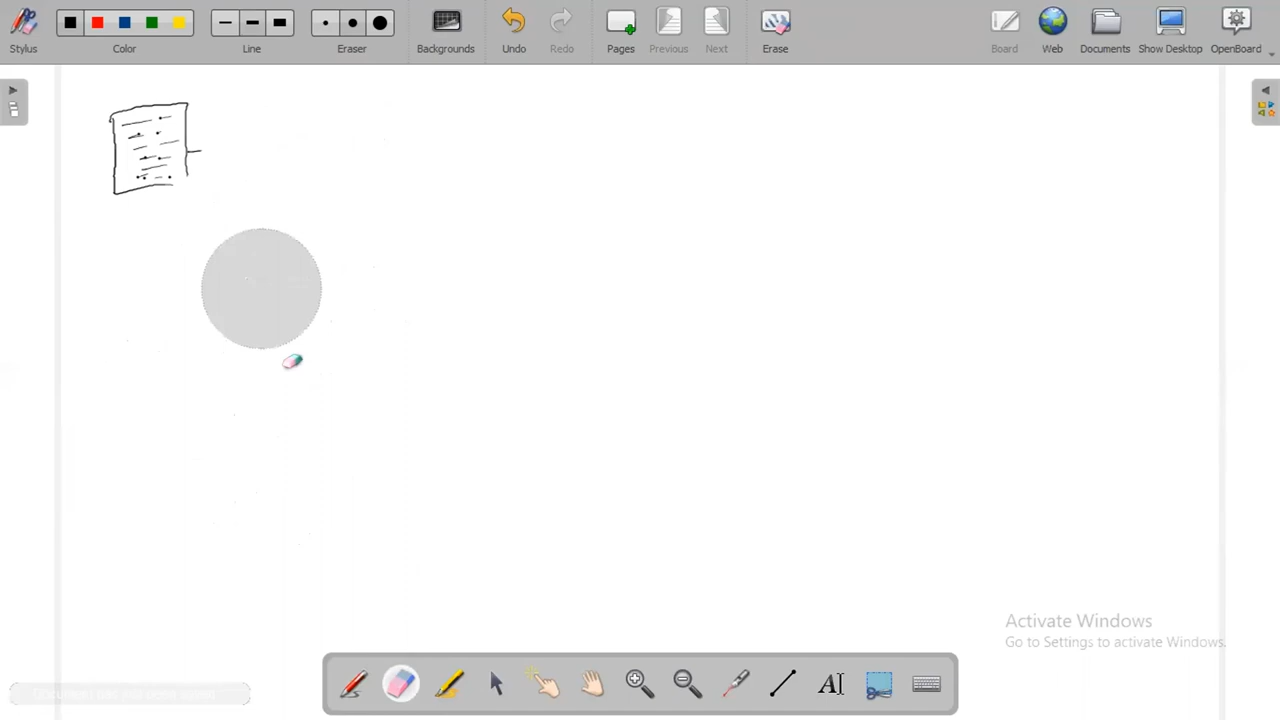 Stylus
Color
Line
Eraser
Backgrounds
Undo
Redo
Pages
Previous
Next
Erase
Board
Web
Documents
Show Desktop
OpenBoard
Activate Windows
Go to Settings to activate Windows.